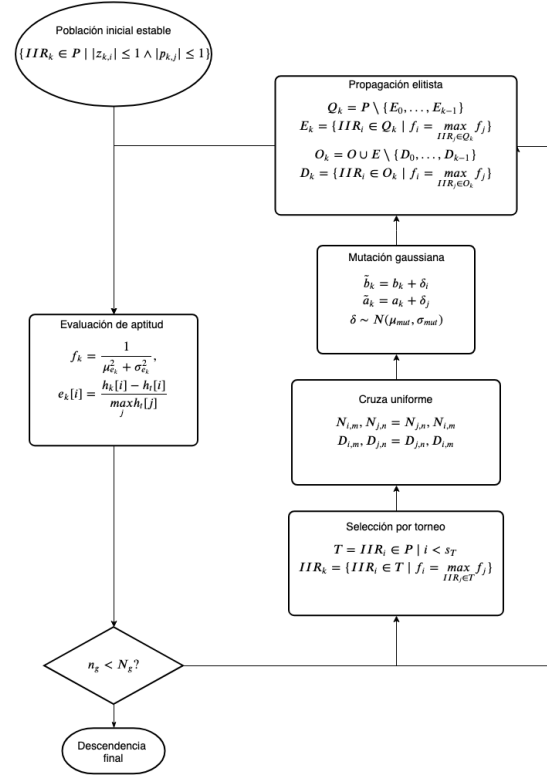 Población inicial estable
{IIR_k ∈ P | |z_{k,i}| ≤ 1 ∧ |p_{k,j}| ≤ 1}
Evaluación de aptitud
f_k = 1 / (μ²_{e_k} + σ²_{e_k}),
e_k[i] = (h_k[i] − h_t[i]) / (max_j h_t[j])
n_g < N_g?
Descendencia
final
Selección por torneo
T = IIR_i ∈ P | i < s_T
IIR_k = {IIR_i ∈ T | f_i = max_{IIR_j∈T} f_j}
Cruza uniforme
N_{i,m}, N_{j,n} = N_{j,n}, N_{i,m}
D_{i,m}, D_{j,n} = D_{j,n}, D_{i,m}
Mutación gaussiana
b̃_k = b_k + δ_i
ã_k = a_k + δ_j
δ ~ N(μ_{mut}, σ_{mut})
Propagación elitista
Q_k = P \ {E_0, . . . , E_{k−1}}
E_k = {IIR_i ∈ Q_k | f_i = max_{IIR_j∈Q_k} f_j}
O_k = O ∪ E \ {D_0, . . . , D_{k−1}}
D_k = {IIR_i ∈ O_k | f_i = max_{IIR_j∈O_k} f_j}